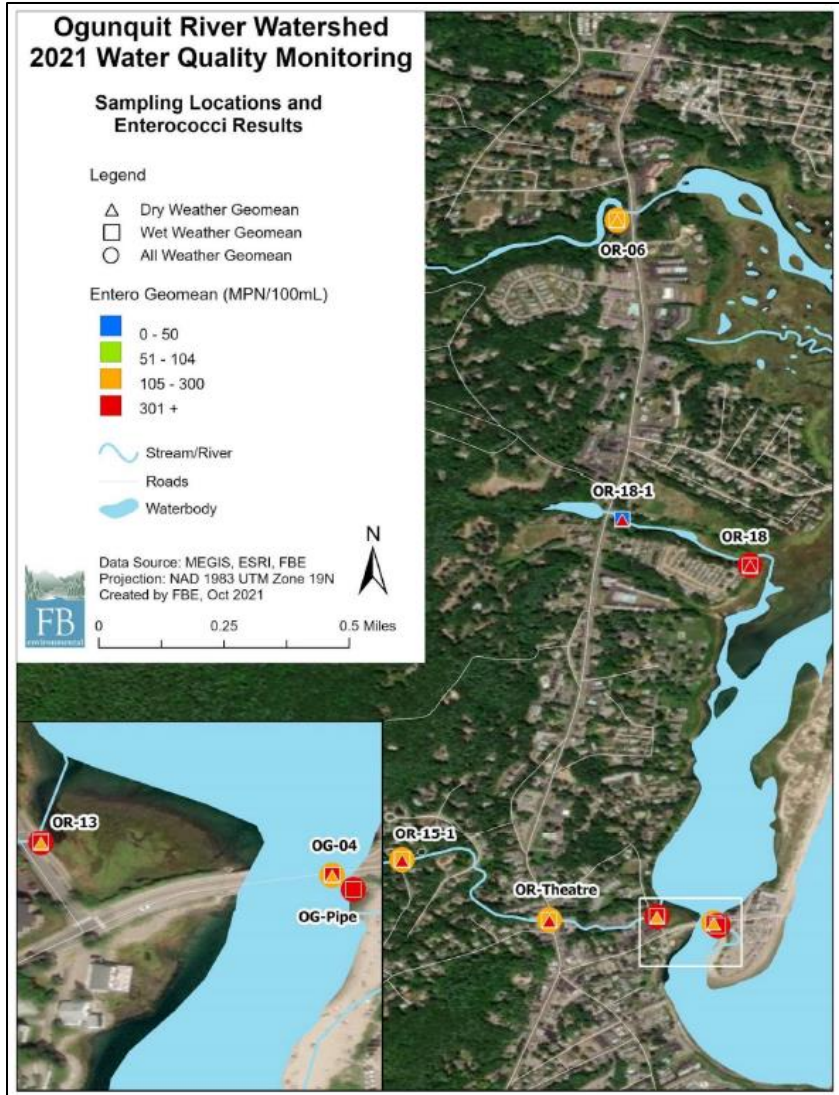 Ogunquit River Watershed
2021 Water Quality Monitoring
Sampling Locations and
Enterococci Results
Legend
Dry Weather Geomean
Wet Weather Geomean
All Weather Geomean
Entero Geomean (MPN/100mL)
0 - 50
51 - 104
105 - 300
301 +
Stream/River
Roads
Waterbody
N
Data Source: MEGIS, ESRI, FBE
Projection: NAD 1983 UTM Zone 19N
Created by FBE, Oct 2021
FB
environmental
0 0.25 0.5 Miles
OR-06
OR-18-1
OR-18
OR-13
OG-04
OG-Pipe
OR-15-1
OR-Theatre